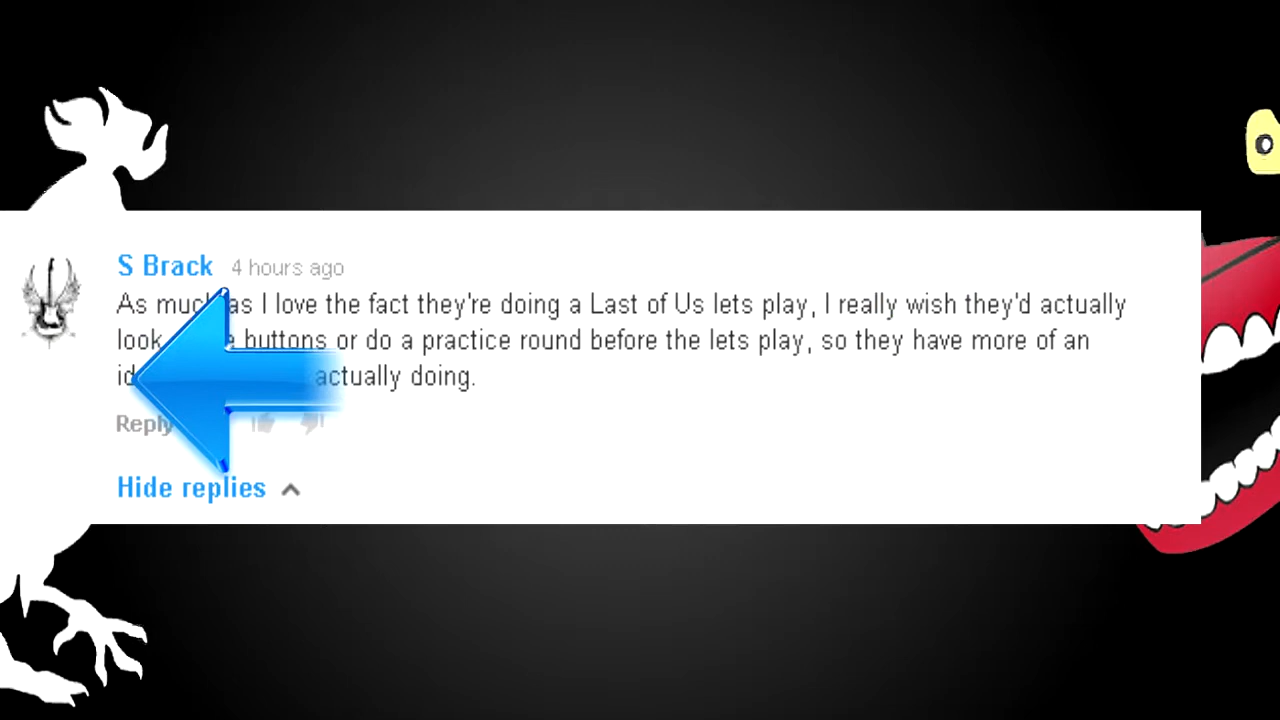 S Brack 4 hours ago
As much as I love the fact they're doing a Last of Us lets play, I really wish they'd actually
look buttons or do a practice round before the lets play, so they have more of an
actually doing.
Reply
Hide replies